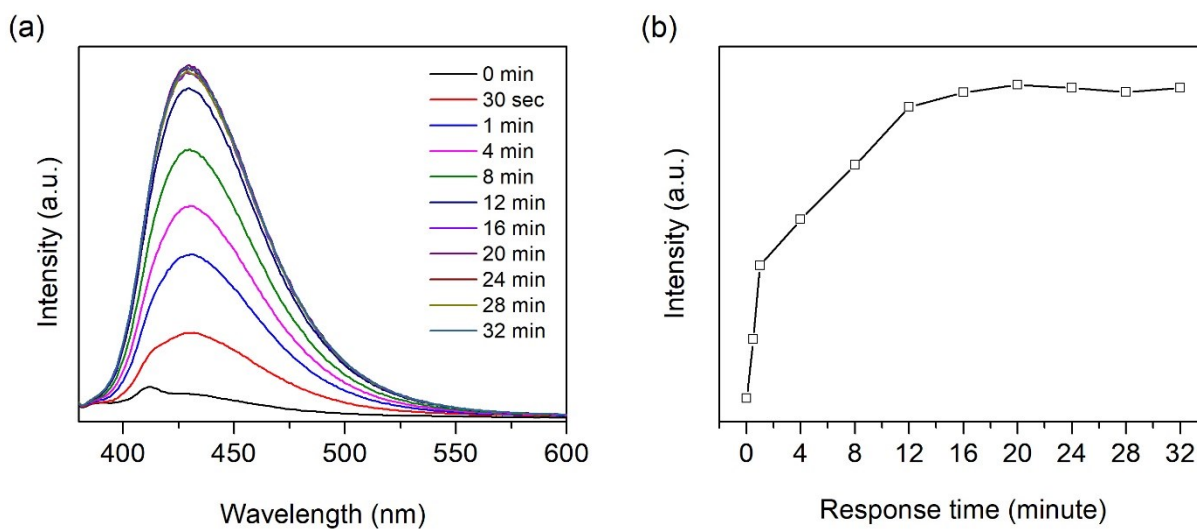 (a)
Intensity (a.u.)
0 min
30 sec
1 min
4 min
8 min
12 min
16 min
20 min
24 min
28 min
32 min
400 450 500 550 600
Wavelength (nm)
(b)
Intensity (a.u.)
0 4 8 12 16 20 24 28 32
Response time (minute)